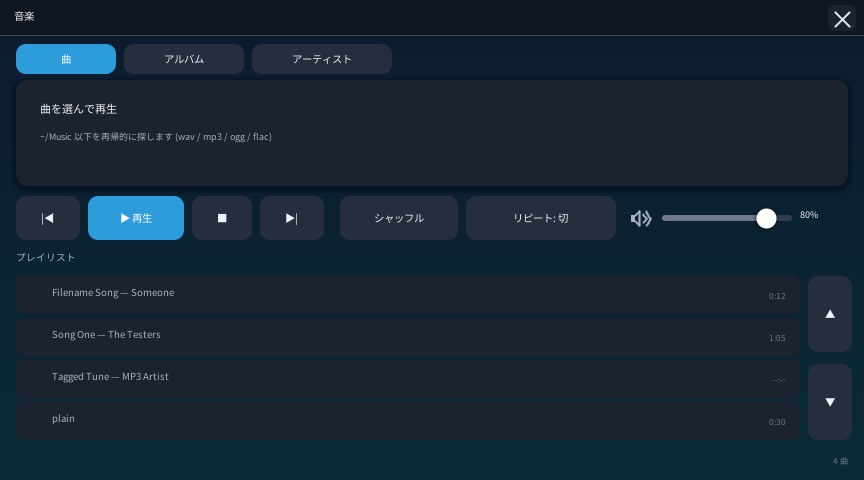 音楽
曲 アルバム アーティスト
曲を選んで再生
~/Music 以下を再帰的に探します (wav / mp3 / ogg / flac)
|◀ ▶ 再生 ■ ▶| シャッフル リピート: 切 80%
プレイリスト
Filename Song — Someone 0:12
Song One — The Testers 1:05
Tagged Tune — MP3 Artist --:--
plain 0:30
▲
▼
4 曲